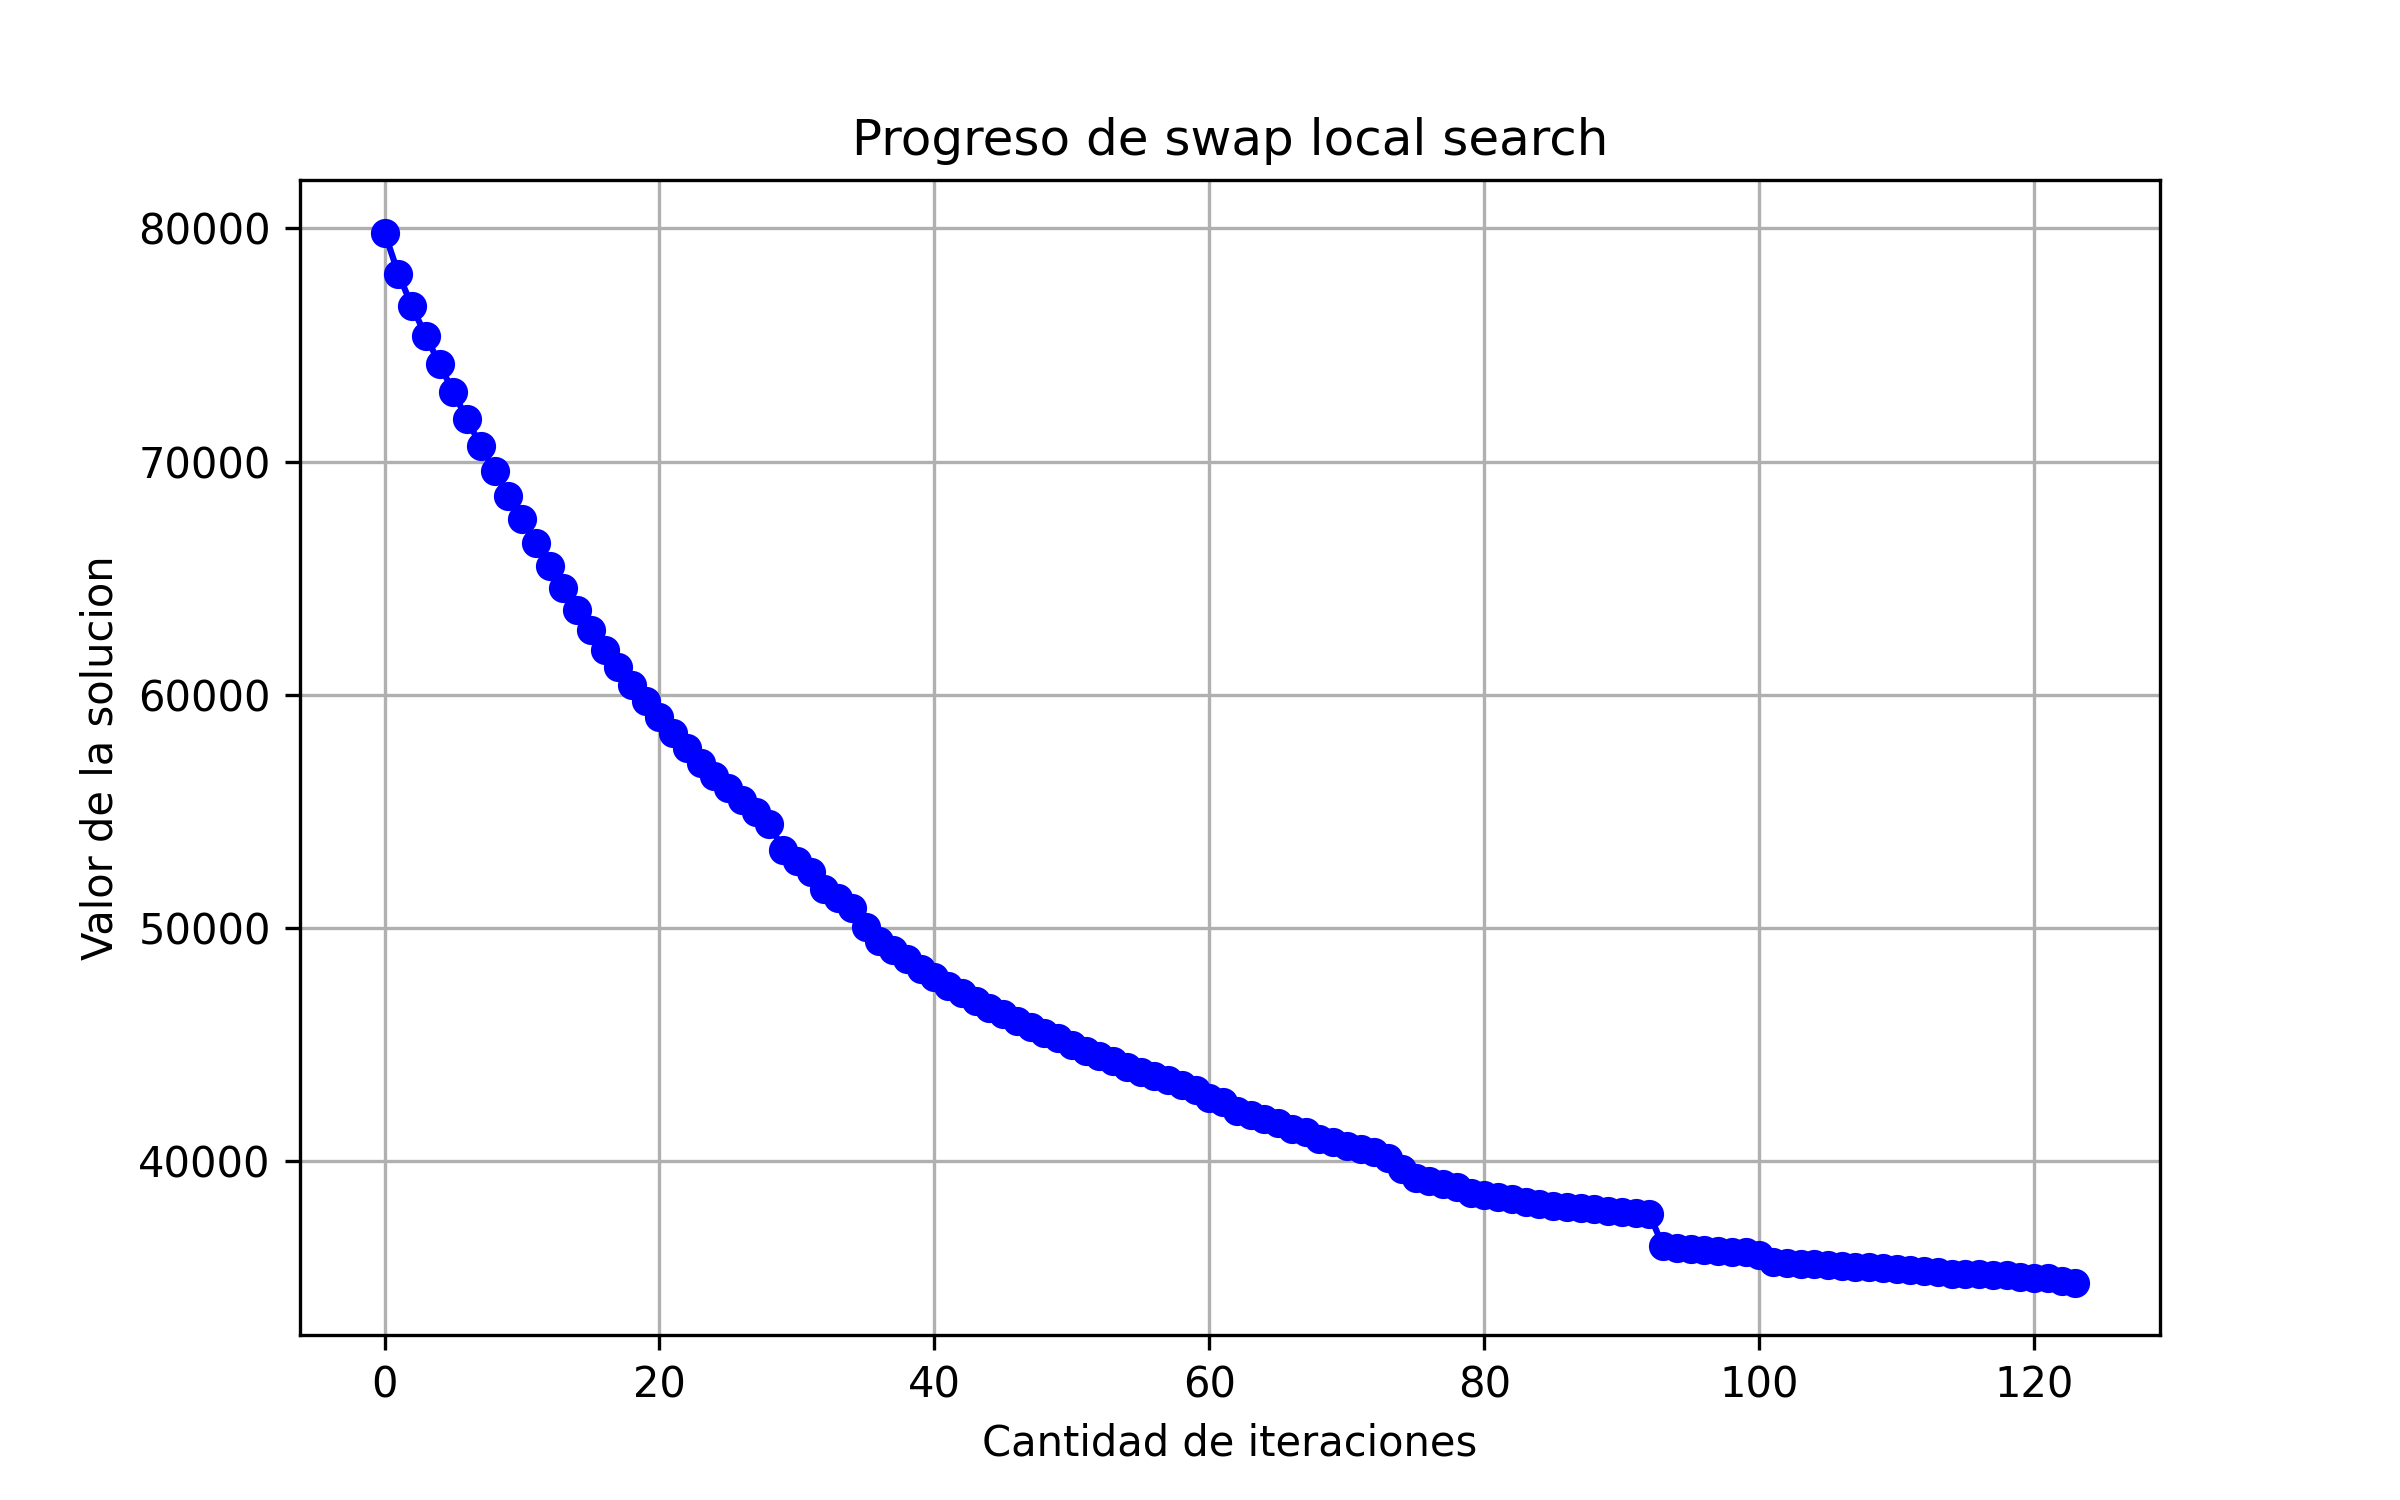 Progreso de swap local search
Valor de la solucion
80000
70000
60000
50000
40000
0 20 40 60 80 100 120
Cantidad de iteraciones